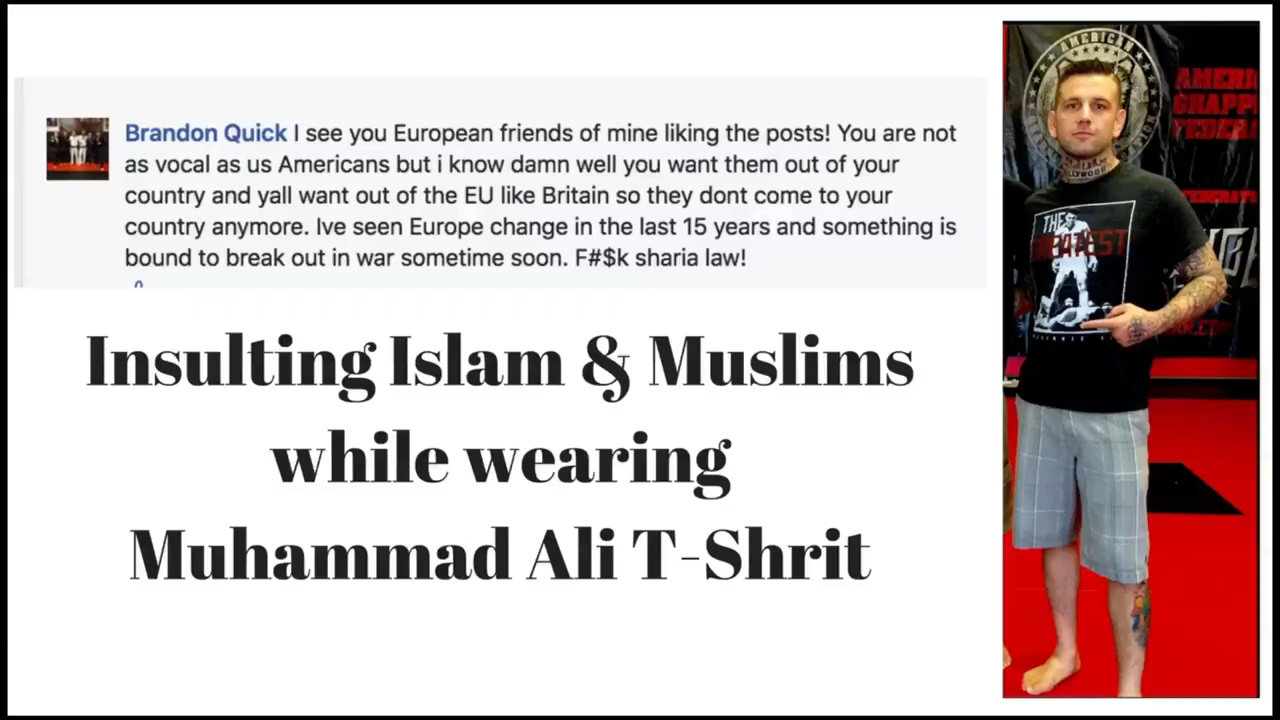 Brandon Quick I see you European friends of mine liking the posts! You are not
as vocal as us Americans but i know damn well you want them out of your
country and yall want out of the EU like Britain so they dont come to your
country anymore. Ive seen Europe change in the last 15 years and something is
bound to break out in war sometime soon. F#$k sharia law!
Insulting Islam & Muslims
while wearing
Muhammad Ali T-Shrit
AMERICAN
THE
GREATEST